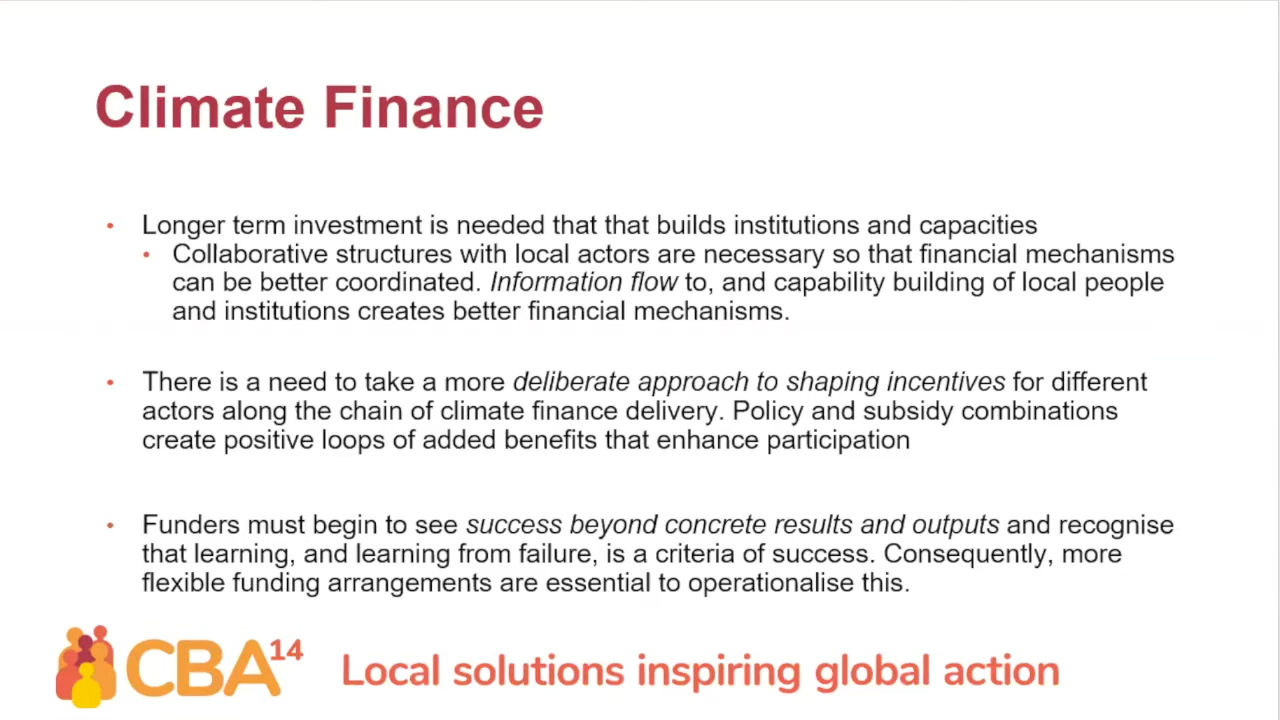 Climate Finance
• Longer term investment is needed that that builds institutions and capacities
• Collaborative structures with local actors are necessary so that financial mechanisms
can be better coordinated. Information flow to, and capability building of local people
and institutions creates better financial mechanisms.
• There is a need to take a more deliberate approach to shaping incentives for different
actors along the chain of climate finance delivery. Policy and subsidy combinations
create positive loops of added benefits that enhance participation
• Funders must begin to see success beyond concrete results and outputs and recognise
that learning, and learning from failure, is a criteria of success. Consequently, more
flexible funding arrangements are essential to operationalise this.
CBA14
Local solutions inspiring global action